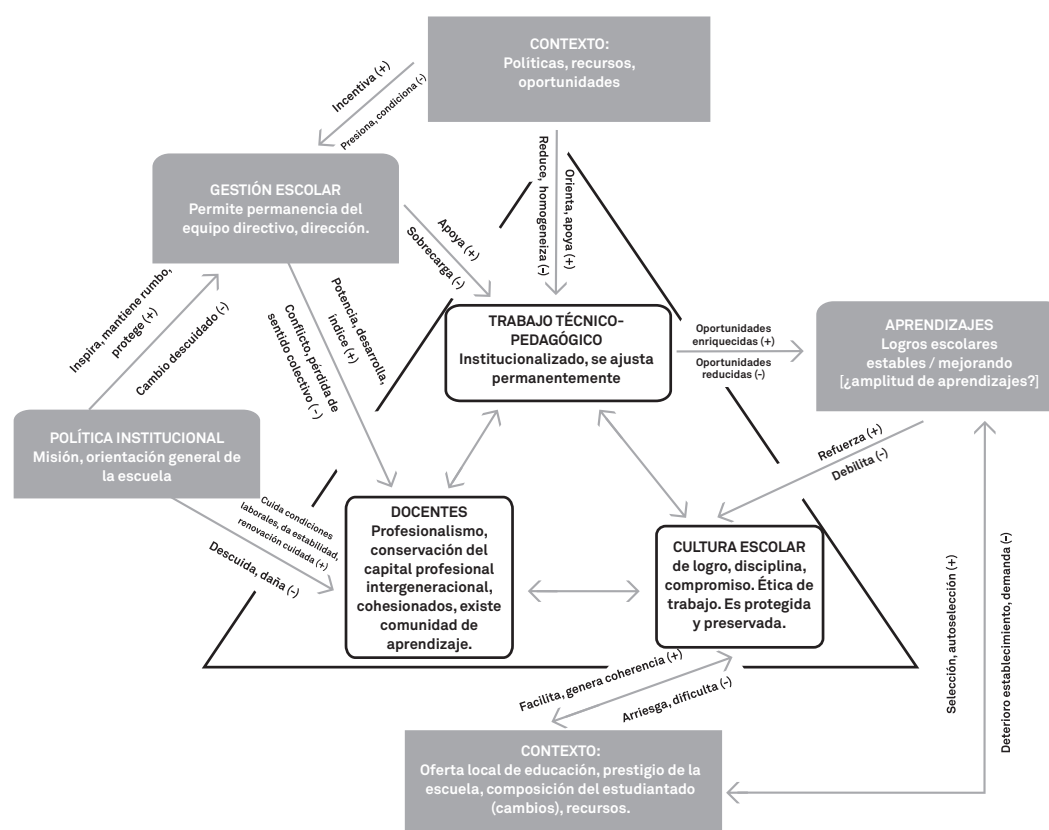 CONTEXTO:
Políticas, recursos,
oportunidades
Incentiva (+)
Presiona, condiciona (-)
GESTIÓN ESCOLAR
Permite permanencia del
equipo directivo, dirección.
Reduce, homogeneiza (-)
Orienta, apoya (+)
Apoya (+)
Sobrecarga (-)
Inspira, mantiene rumbo,
protege (+)
Cambio descuidado (-)
Potencia, desarrolla,
índice (+)
Conflicto, pérdida de
sentido colectivo (-)
TRABAJO TÉCNICO-
PEDAGÓGICO
Institucionalizado, se ajusta
permanentemente
Oportunidades
enriquecidas (+)
Oportunidades
reducidas (-)
APRENDIZAJES
Logros escolares
estables / mejorando
[¿amplitud de aprendizajes?]
POLÍTICA INSTITUCIONAL
Misión, orientación general de
la escuela
Refuerza (+)
Debilita (-)
Cuida condiciones
laborales, da estabilidad,
renovación cuidada (+)
Descuida, daña (-)
DOCENTES
Profesionalismo,
conservación del
capital profesional
intergeneracional,
cohesionados, existe
comunidad de
aprendizaje.
CULTURA ESCOLAR
de logro, disciplina,
compromiso. Ética de
trabajo. Es protegida
y preservada.
Selección, autoselección (+)
Deterioro establecimiento, demanda (-)
Facilita, genera coherencia (+)
Arriesga, dificulta (-)
CONTEXTO:
Oferta local de educación, prestigio de la
escuela, composición del estudiantado
(cambios), recursos.